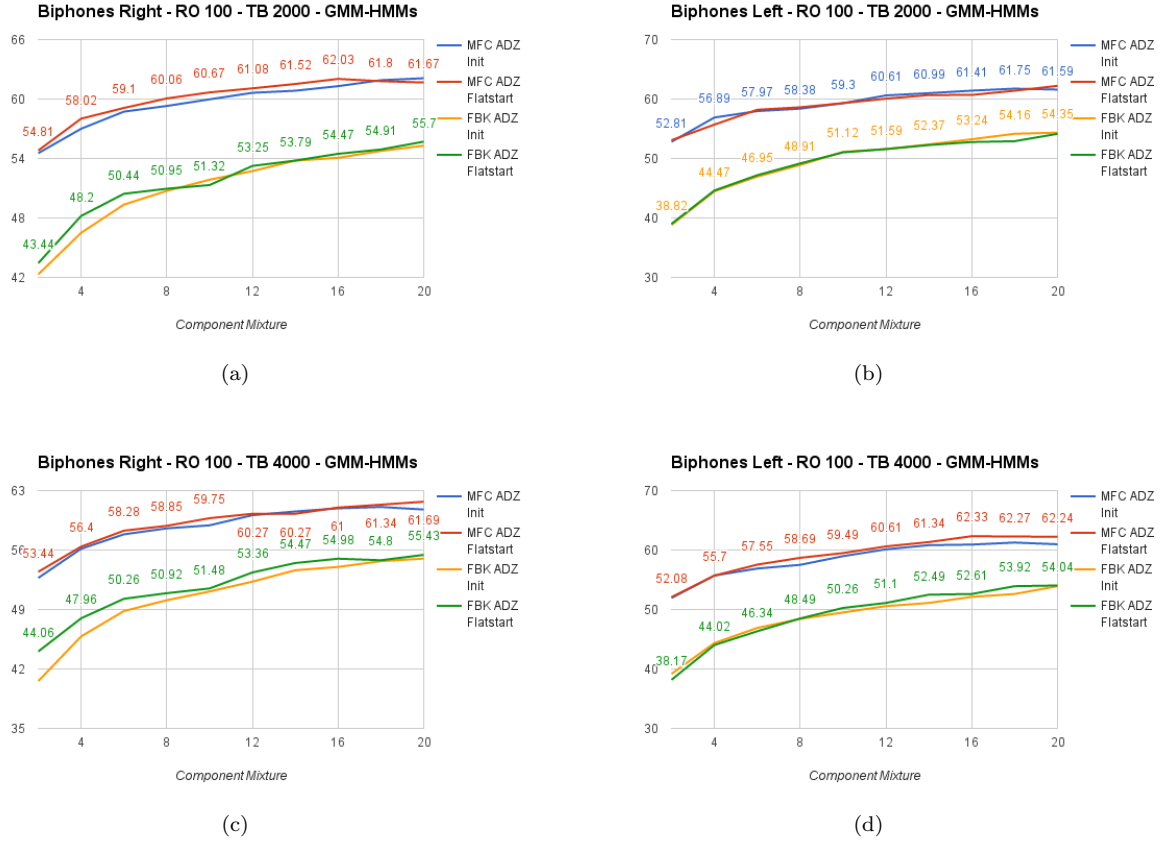 Biphones Right - RO 100 - TB 2000 - GMM-HMMs
66
60
54
48
42
4
8
12
16
20
54.81
58.02
59.1
60.06
60.67
61.08
61.52
62.03
61.8
61.67
43.44
48.2
50.44
50.95
51.32
53.25
53.79
54.47
54.91
55.7
MFC ADZ
Init
MFC ADZ
Flatstart
FBK ADZ
Init
FBK ADZ
Flatstart
Component Mixture
(a)
Biphones Left - RO 100 - TB 2000 - GMM-HMMs
70
60
50
40
30
4
8
12
16
20
52.81
56.89
57.97
58.38
59.3
60.61
60.99
61.41
61.75
61.59
38.82
44.47
46.95
48.91
51.12
51.59
52.37
53.24
54.16
54.35
MFC ADZ
Init
MFC ADZ
Flatstart
FBK ADZ
Init
FBK ADZ
Flatstart
Component Mixture
(b)
Biphones Right - RO 100 - TB 4000 - GMM-HMMs
63
56
49
42
35
4
8
12
16
20
53.44
56.4
58.28
58.85
59.75
60.27
60.27
61
61.34
61.69
44.06
47.96
50.26
50.92
51.48
53.36
54.47
54.98
54.8
55.43
MFC ADZ
Init
MFC ADZ
Flatstart
FBK ADZ
Init
FBK ADZ
Flatstart
Component Mixture
(c)
Biphones Left - RO 100 - TB 4000 - GMM-HMMs
70
60
50
40
30
4
8
12
16
20
52.08
55.7
57.55
58.69
59.49
60.61
61.34
62.33
62.27
62.24
38.17
44.02
46.34
48.49
50.26
51.1
52.49
52.61
53.92
54.04
MFC ADZ
Init
MFC ADZ
Flatstart
FBK ADZ
Init
FBK ADZ
Flatstart
Component Mixture
(d)